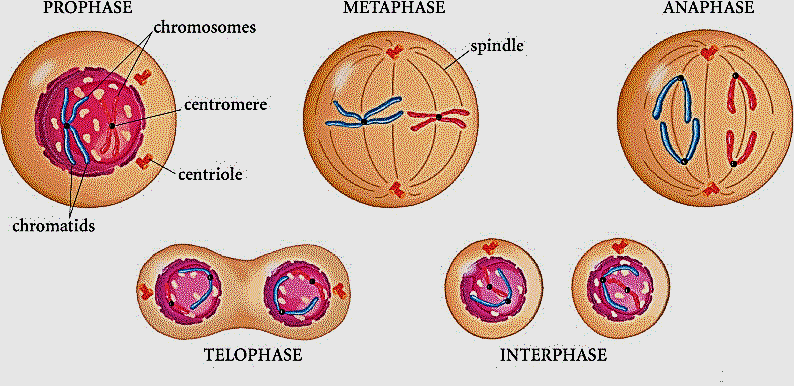 PROPHASE
METAPHASE
ANAPHASE
chromosomes
spindle
centromere
centriole
chromatids
TELOPHASE
INTERPHASE